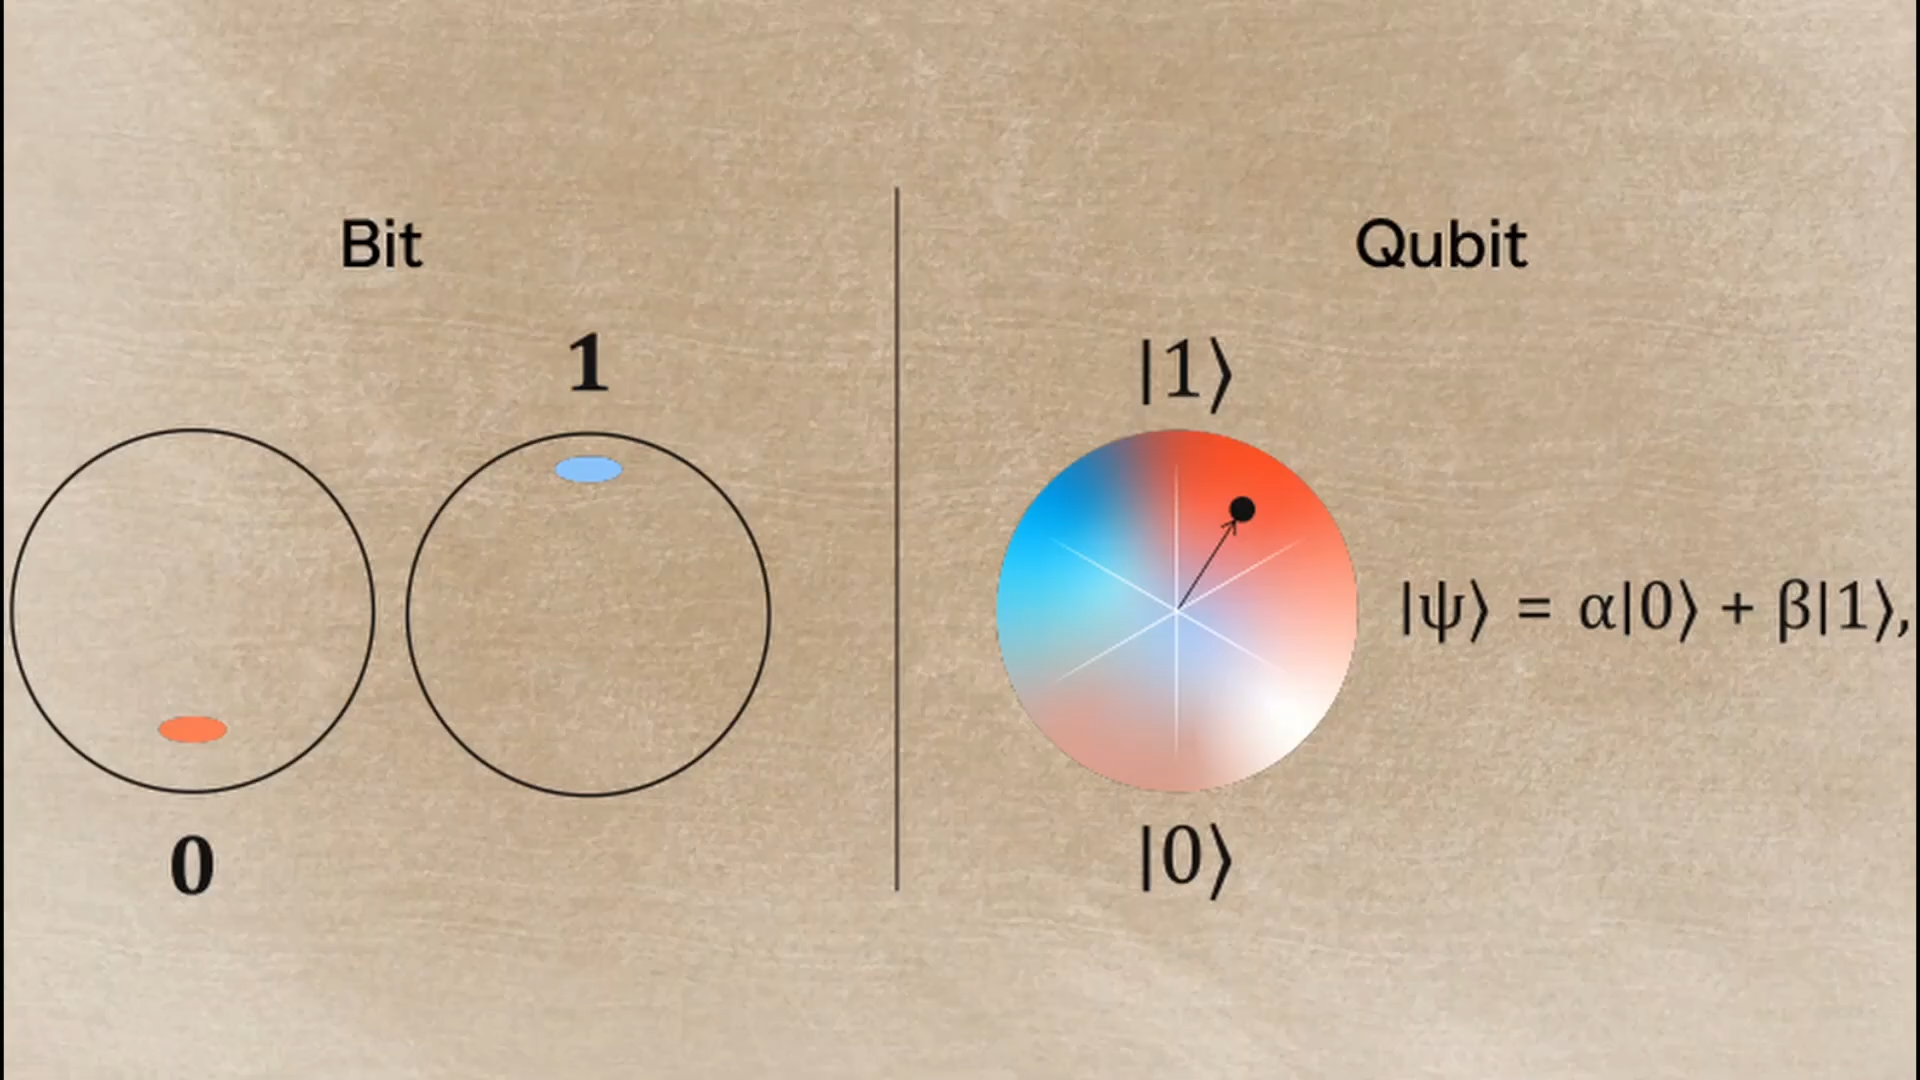 Bit
Qubit
1
0
|1⟩
|0⟩
|ψ⟩ = α|0⟩ + β|1⟩,